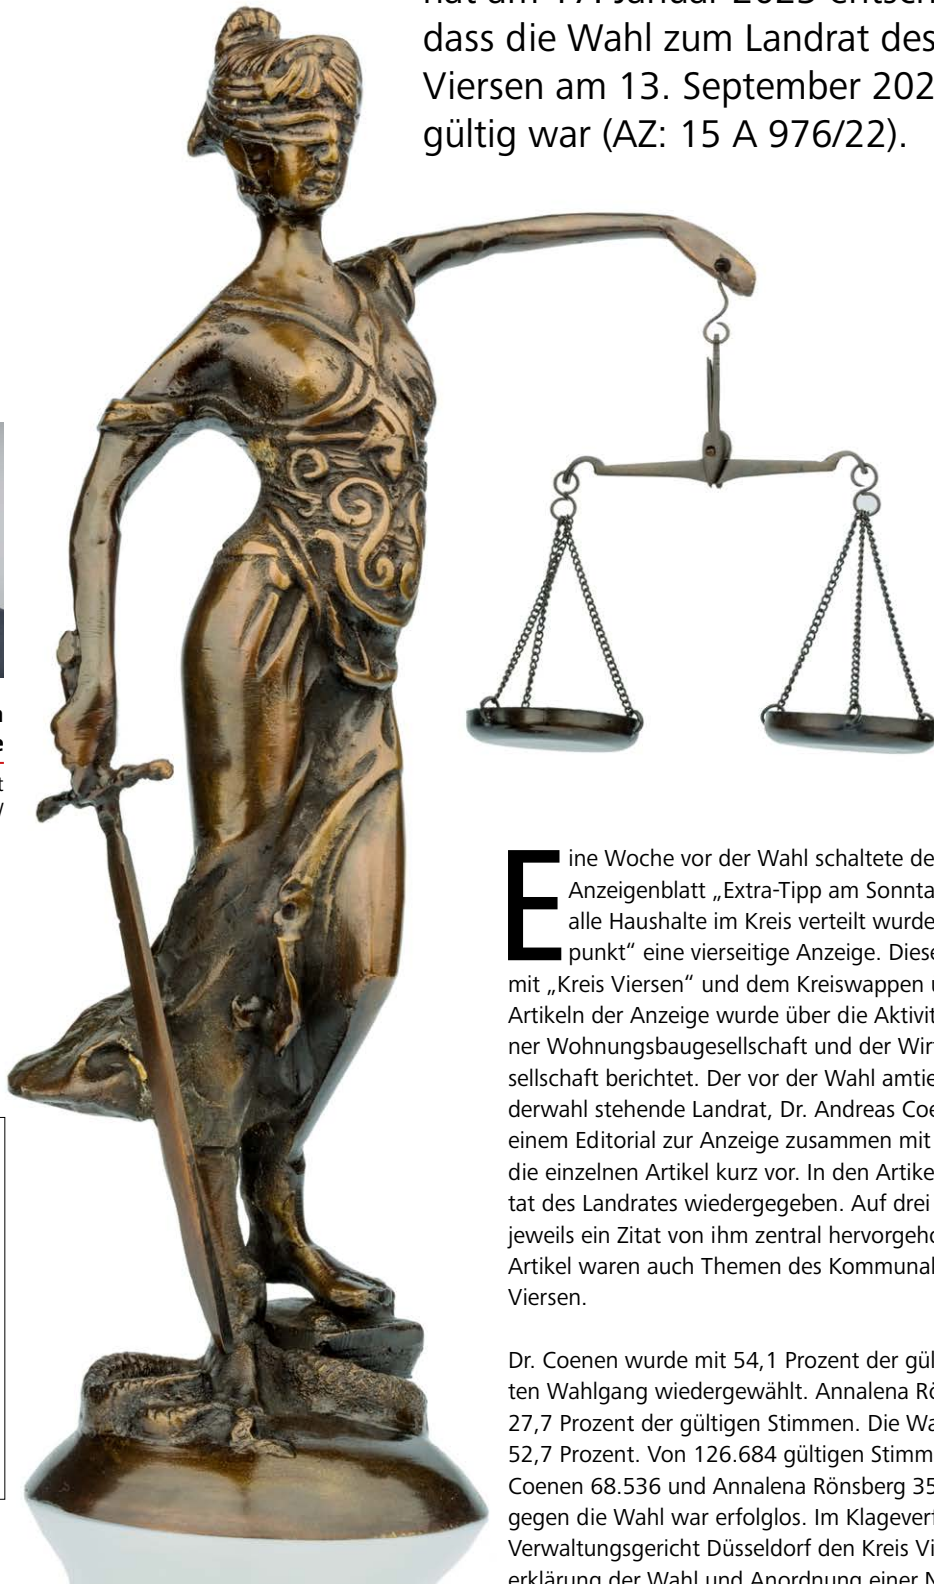 dass die Wahl zum Landrat des
Viersen am 13. September 202
gültig war (AZ: 15 A 976/22).
ine Woche vor der Wahl schaltete de
Anzeigenblatt „Extra-Tipp am Sonnta
alle Haushalte im Kreis verteilt wurde
punkt“ eine vierseitige Anzeige. Diese
mit „Kreis Viersen“ und dem Kreiswappen u
Artikeln der Anzeige wurde über die Aktivit
ner Wohnungsbaugesellschaft und der Wir
sellschaft berichtet. Der vor der Wahl amtie
derwahl stehende Landrat, Dr. Andreas Coe
einem Editorial zur Anzeige zusammen mit
die einzelnen Artikel kurz vor. In den Artike
tat des Landrates wiedergegeben. Auf drei
jeweils ein Zitat von ihm zentral hervorgeho
Artikel waren auch Themen des Kommunal
Viersen.
Dr. Coenen wurde mit 54,1 Prozent der gül
ten Wahlgang wiedergewählt. Annalena Rö
27,7 Prozent der gültigen Stimmen. Die Wa
52,7 Prozent. Von 126.684 gültigen Stimm
Coenen 68.536 und Annalena Rönsberg 35
gegen die Wahl war erfolglos. Im Klageverf
Verwaltungsgericht Düsseldorf den Kreis Vi
erklärung der Wahl und Anordnung einer N